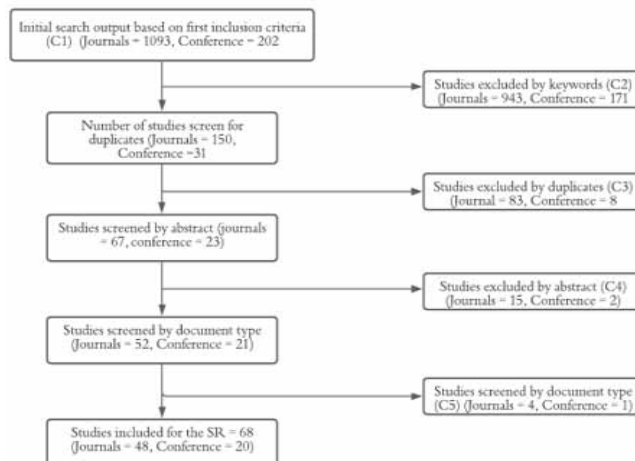 Initial search output based on first inclusion criteria
(C1) (Journals = 1093, Conference = 202
Studies excluded by keywords (C2)
(Journals = 943, Conference = 171
Number of studies screen for
duplicates (Journals = 150,
Conference =31
Studies excluded by duplicates (C3)
(Journal = 83, Conference = 8
Studies screened by abstract (journals
= 67, conference = 23)
Studies excluded by abstract (C4)
(Journals = 15, Conference = 2)
Studies screened by document type
(Journals = 52, Conference = 21)
Studies screened by document type
(C5) (Journals = 4, Conference = 1)
Studies included for the SR = 68
(Journals = 48, Conference = 20)